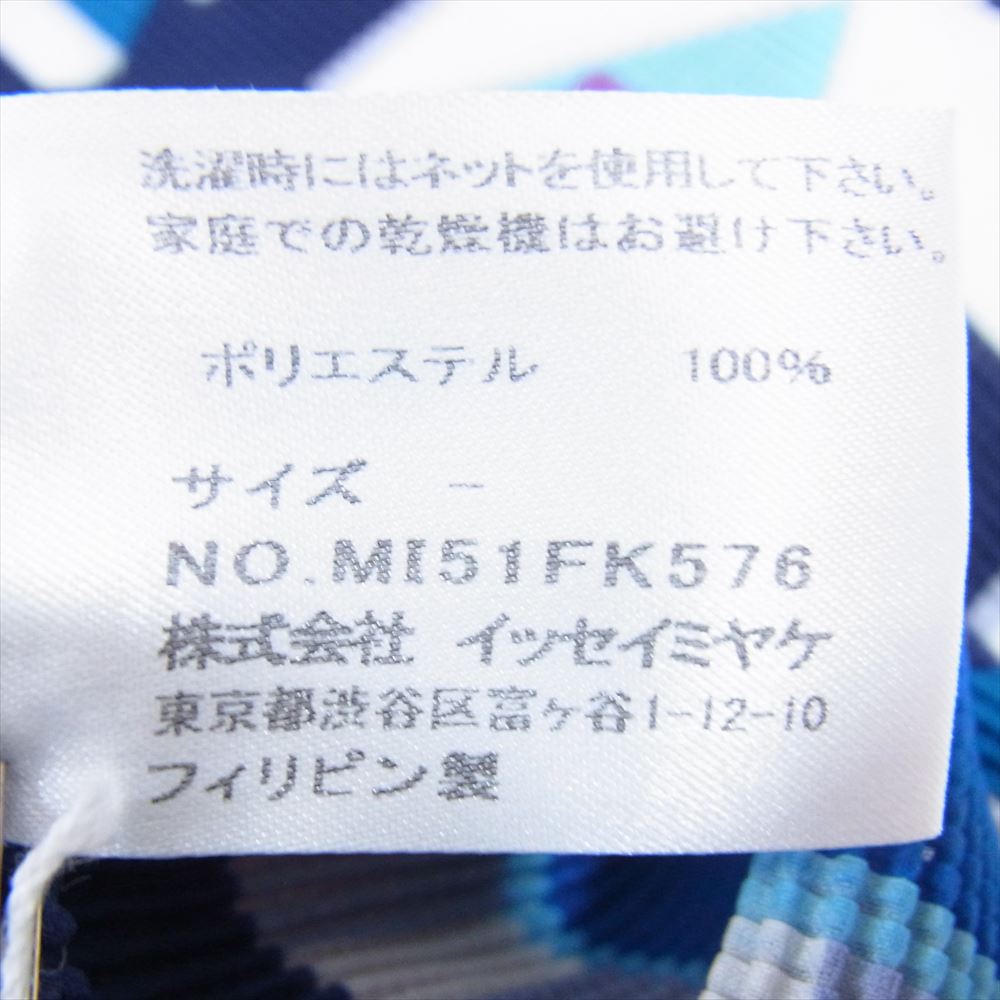 洗濯時にはネットを使用して下さい。
家庭での乾燥機はお避け下さい。
ポリエステル 100%
サイズ -
NO.MI51FK576
株式会社 イッセイミヤケ
東京都渋谷区富ヶ谷1-12-10
フィリピン製